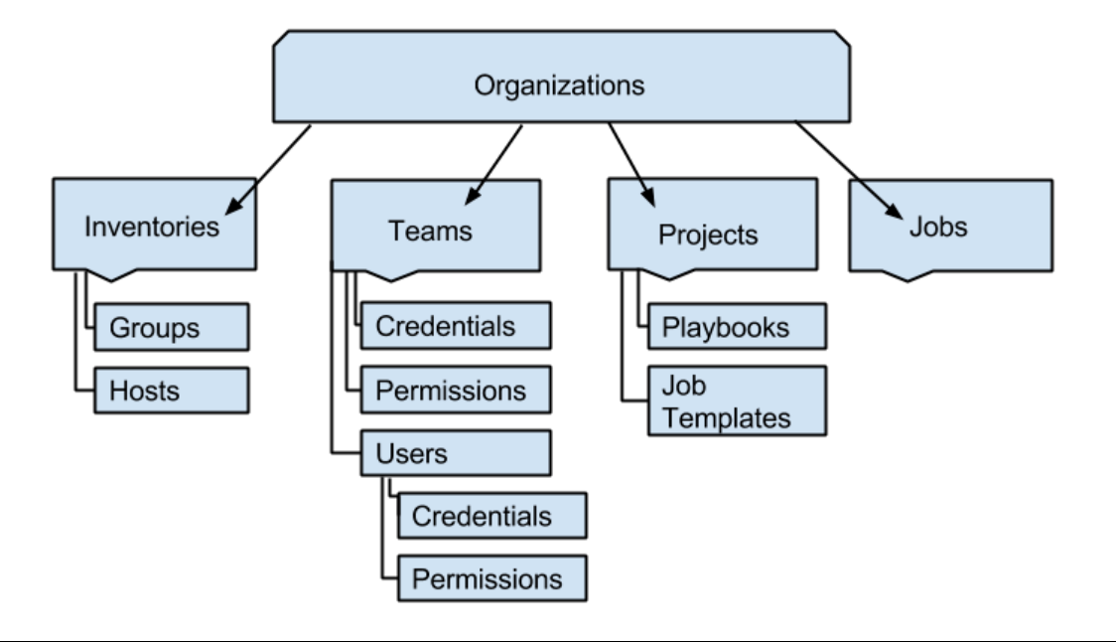 Organizations
Inventories
Teams
Projects
Jobs
Groups
Hosts
Credentials
Permissions
Users
Credentials
Permissions
Playbooks
Job
Templates